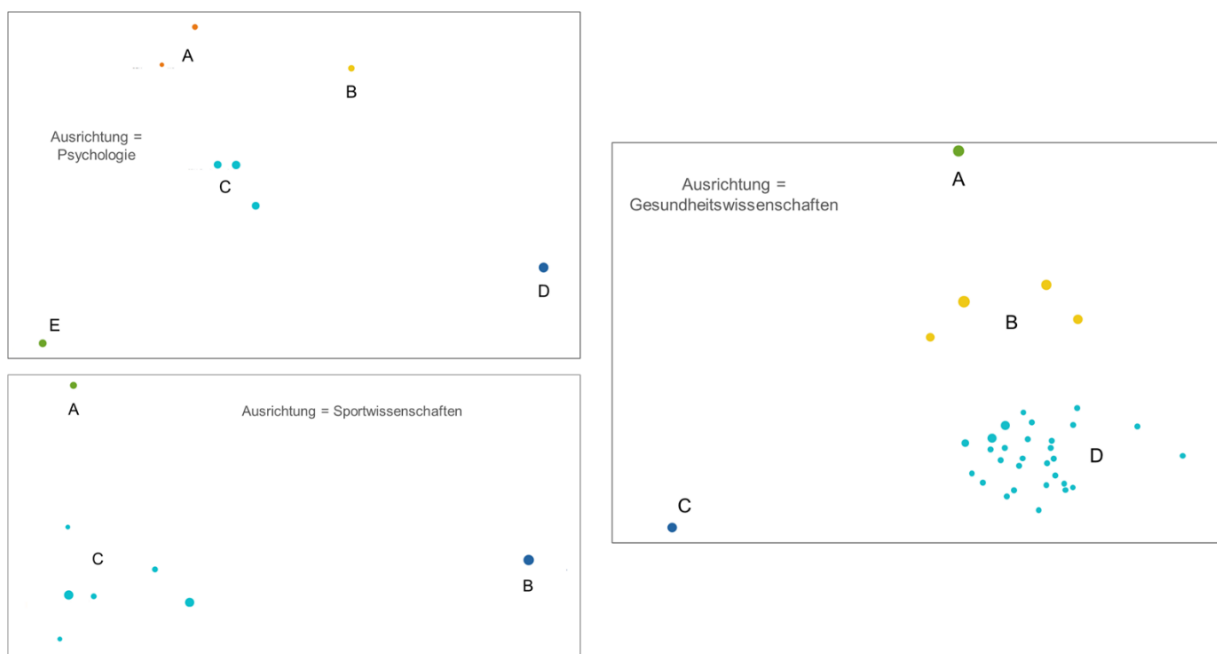 A
B
Ausrichtung =
Psychologie
C
D
E
A
Ausrichtung = Sportwissenschaften
C
B
A
Ausrichtung =
Gesundheitswissenschaften
B
D
C